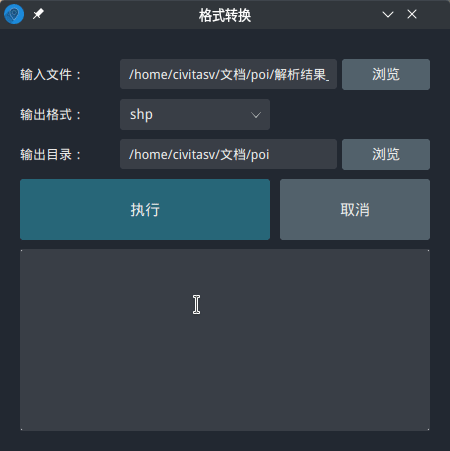 格式转换
输入文件： /home/civitasv/文档/poi/解析结果_ 浏览
输出格式： shp
输出目录： /home/civitasv/文档/poi 浏览
执行 取消